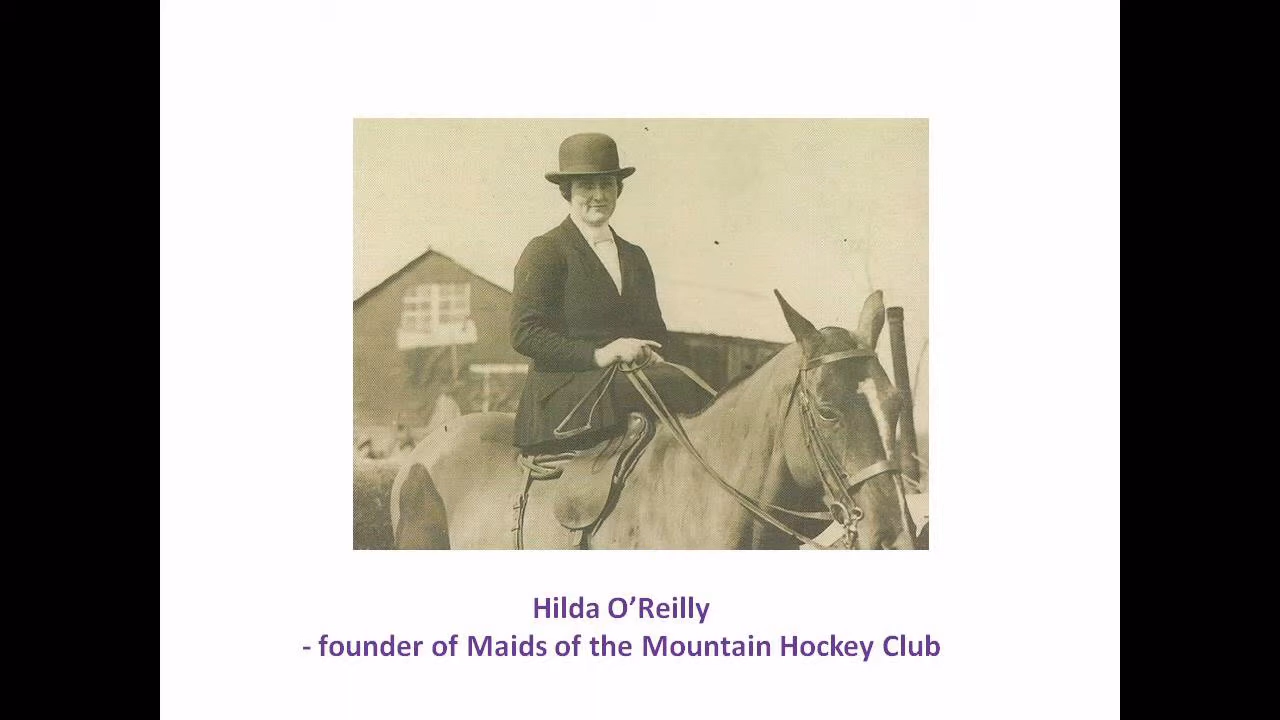 Hilda O’Reilly
- founder of Maids of the Mountain Hockey Club